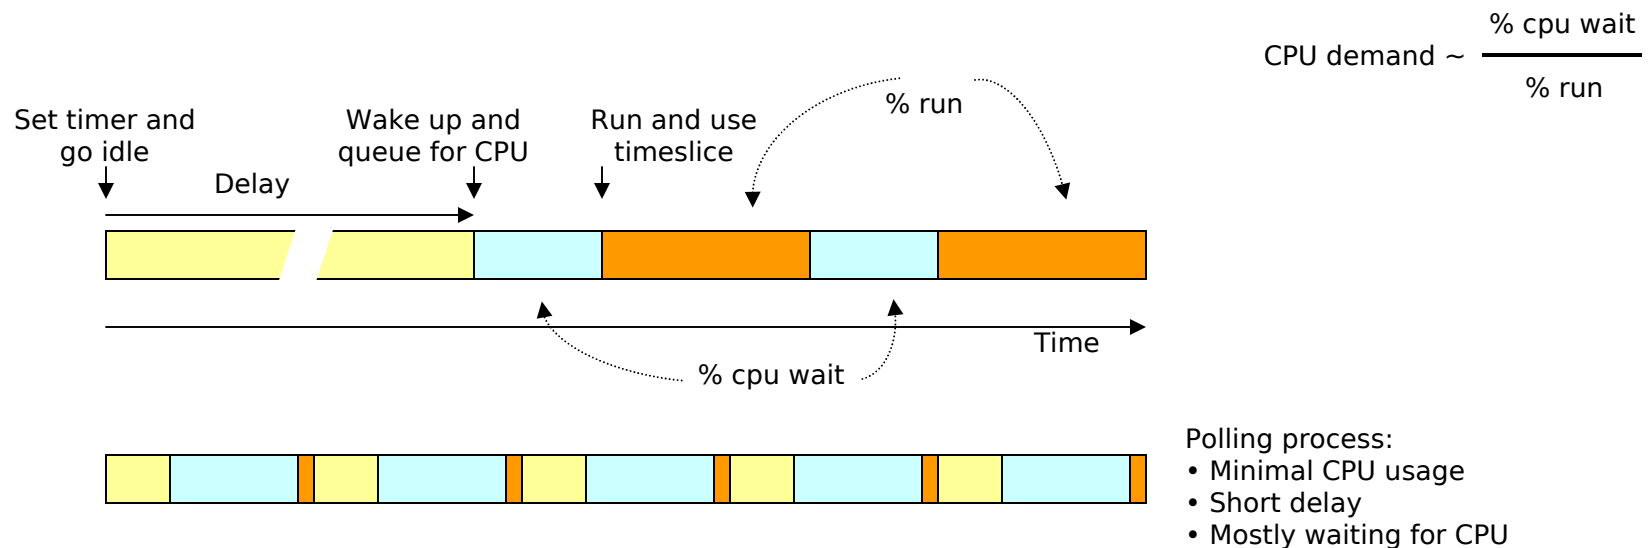 % cpu wait
CPU demand ~
% run
% run
Set timer and
go idle
Wake up and
queue for CPU
Run and use
timeslice
Delay
Time
% cpu wait
Polling process:
• Minimal CPU usage
• Short delay
• Mostly waiting for CPU